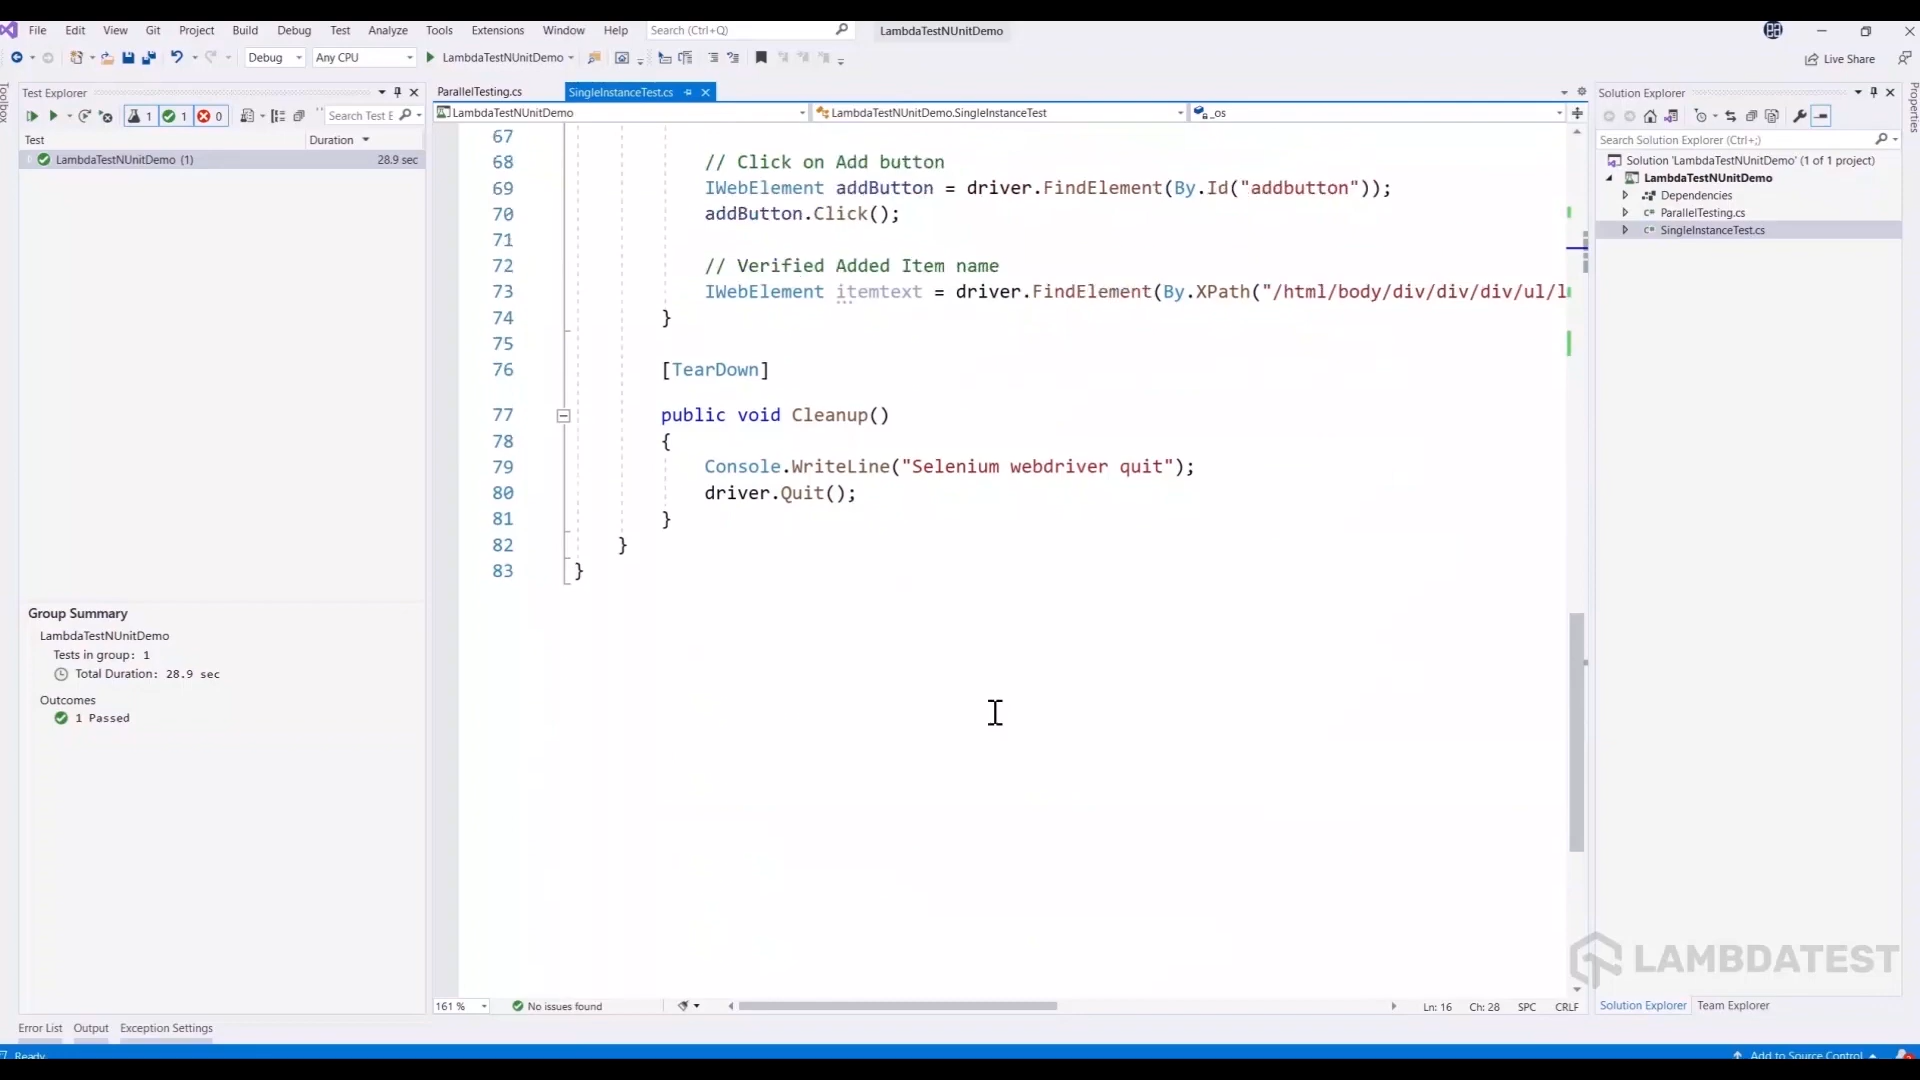 File Edit View Git Project Build Debug Test Analyze Tools Extensions Window Help Search (Ctrl+Q) LambdaTestNUnitDemo
Debug Any CPU LambdaTestNUnitDemo Live Share
Toolbox
Test Explorer
1 1 0 Search Test E
Test Duration
LambdaTestNUnitDemo (1) 28.9 sec
Group Summary
LambdaTestNUnitDemo
Tests in group: 1
Total Duration: 28.9 sec
Outcomes
1 Passed
ParallelTesting.cs SingleInstanceTest.cs
LambdaTestNUnitDemo LambdaTestNUnitDemo.SingleInstanceTest _os
67
68 // Click on Add button
69 IWebElement addButton = driver.FindElement(By.Id("addbutton"));
70 addButton.Click();
71
72 // Verified Added Item name
73 IWebElement itemtext = driver.FindElement(By.XPath("/html/body/div/div/div/ul/l
74 }
75
76 [TearDown]
77 public void Cleanup()
78 {
79 Console.WriteLine("Selenium webdriver quit");
80 driver.Quit();
81 }
82 }
83 }
161 % No issues found Ln: 16 Ch: 28 SPC CRLF
Solution Explorer
Search Solution Explorer (Ctrl+;)
Solution 'LambdaTestNUnitDemo' (1 of 1 project)
LambdaTestNUnitDemo
Dependencies
C# ParallelTesting.cs
C# SingleInstanceTest.cs
Properties
LAMBDATEST
Solution Explorer Team Explorer
Error List Output Exception Settings
Ready Add to Source Control